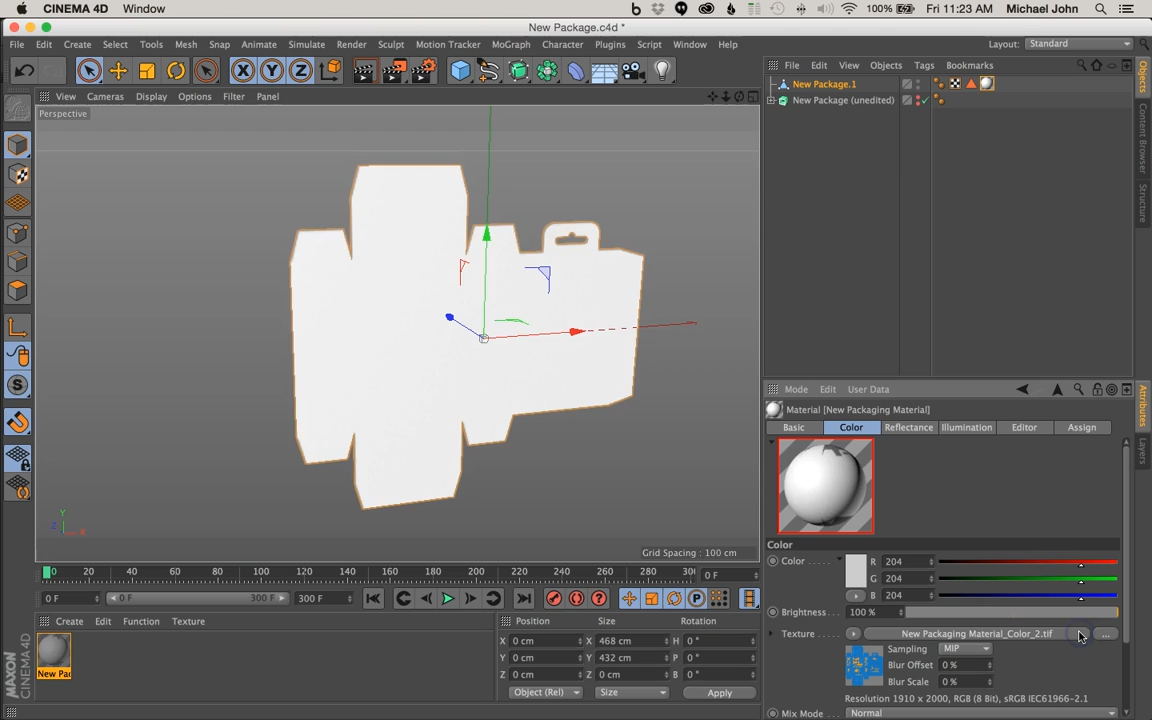 CINEMA 4D Window 100% Fri 11:23 AM Michael John
New Package.c4d *
File Edit Create Select Tools Mesh Snap Animate Simulate Render Sculpt Motion Tracker MoGraph Character Plugins Script Window Help Layout: Standard
X Y Z
File Edit View Objects Tags Bookmarks
View Cameras Display Options Filter Panel
New Package.1
New Package (unedited)
Perspective
Objects
Content Browser
Structure
Mode Edit User Data
Material [New Packaging Material]
Basic Color Reflectance Illumination Editor Assign
Attributes
Layers
Y
Z X
Grid Spacing : 100 cm
Color
Color R 204
G 204
B 204
Brightness 100 %
Texture New Packaging Material_Color_2.tif ...
Sampling MIP
Blur Offset 0 %
Blur Scale 0 %
Resolution 1910 x 2000, RGB (8 Bit), sRGB IEC61966-2.1
Mix Mode Normal
0 20 40 60 80 100 120 140 160 180 200 220 240 260 280 300 0 F
0 F 0 F 300 F 300 F
Create Edit Function Texture
New Pac
Position Size Rotation
X 0 cm X 468 cm H 0 °
Y 0 cm Y 432 cm P 0 °
Z 0 cm Z 0 cm B 0 °
Object (Rel) Size Apply
MAXON
CINEMA 4D